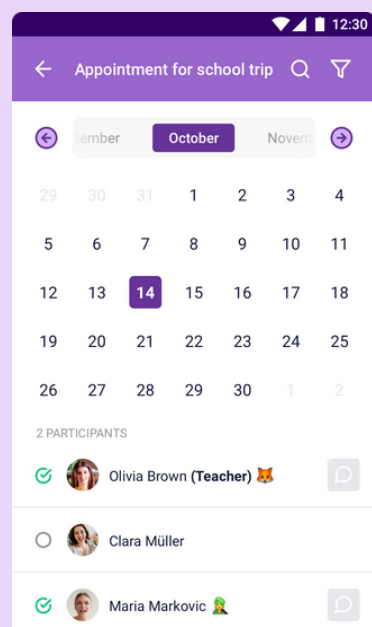 12:30
Appointment for school trip
tember October Novem
29 30 31 1 2 3 4
5 6 7 8 9 10 11
12 13 14 15 16 17 18
19 20 21 22 23 24 25
26 27 28 29 30 1 2
2 PARTICIPANTS
Olivia Brown (Teacher) 🦊
Clara Müller
Maria Markovic 🧝‍♀️